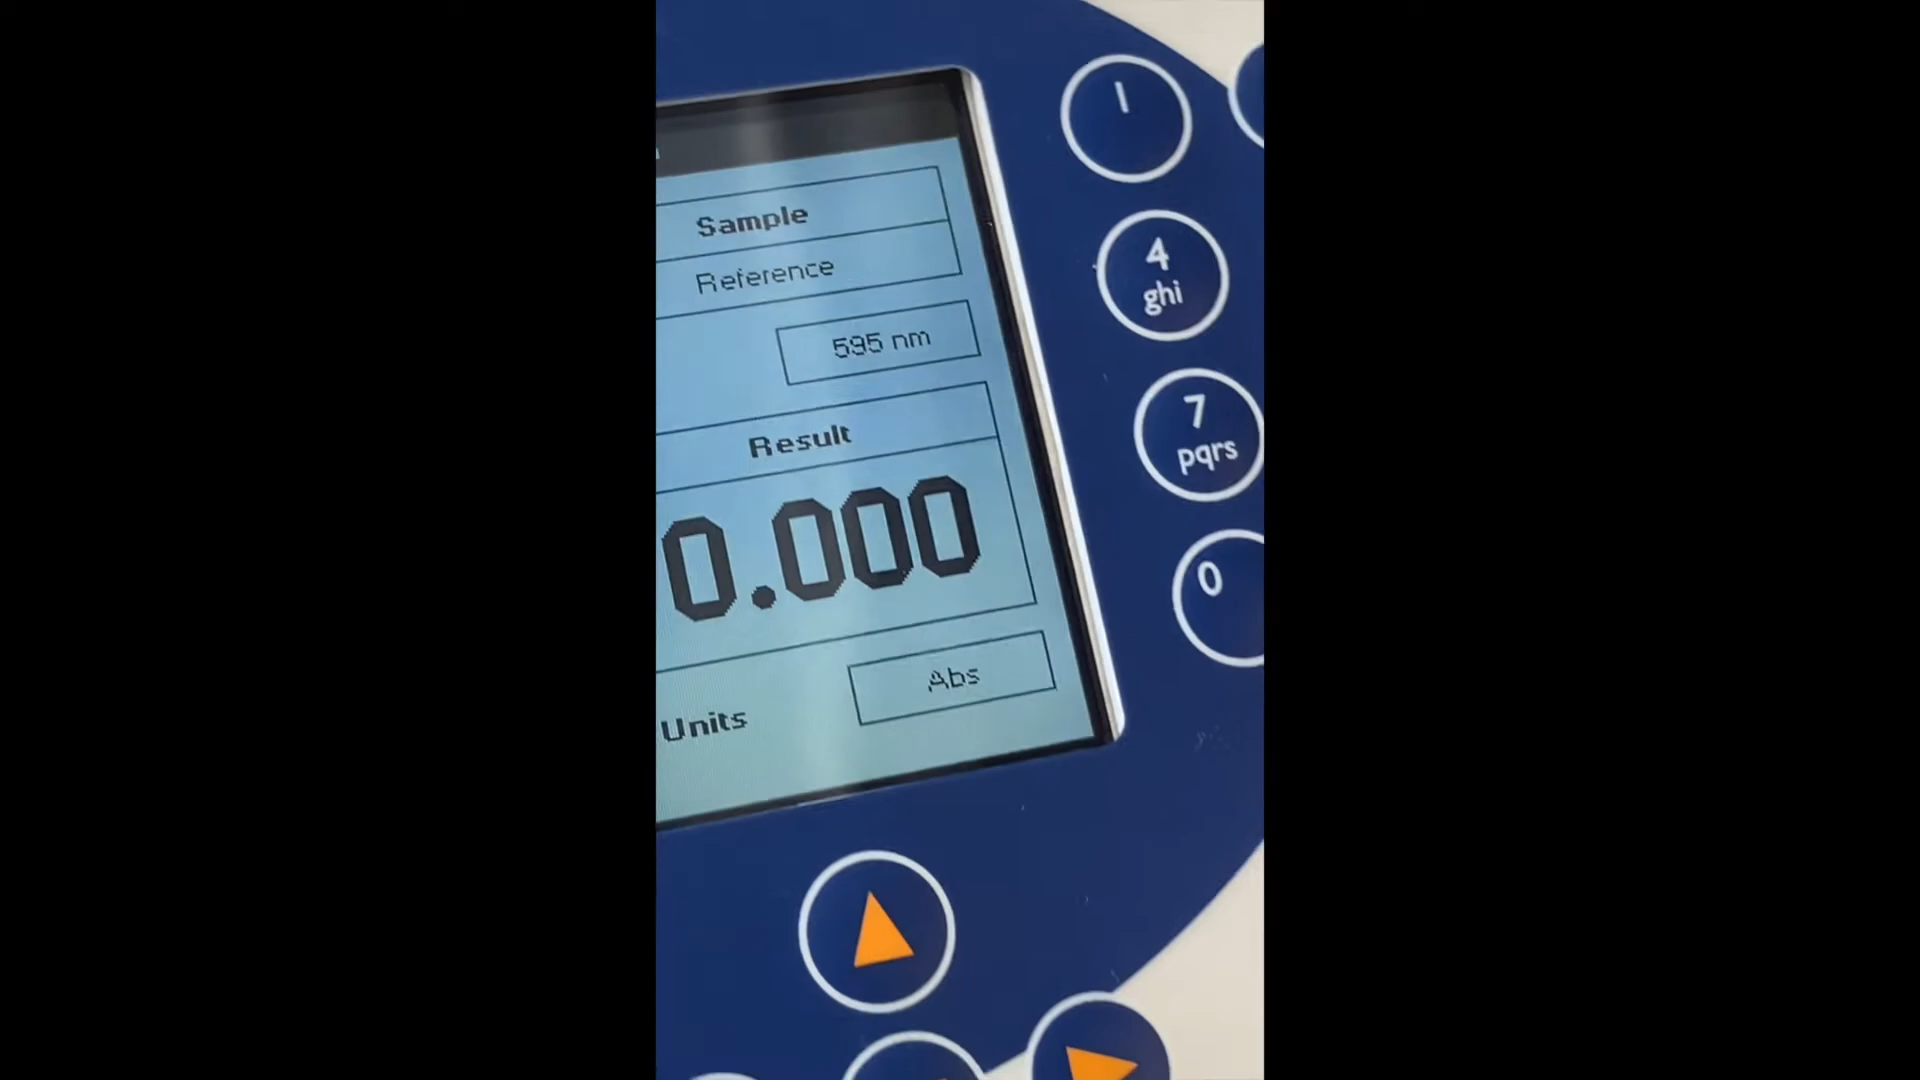 Sample
Reference
595 nm
Result
0.000
Abs
Units
1
4
ghi
7
pqrs
0